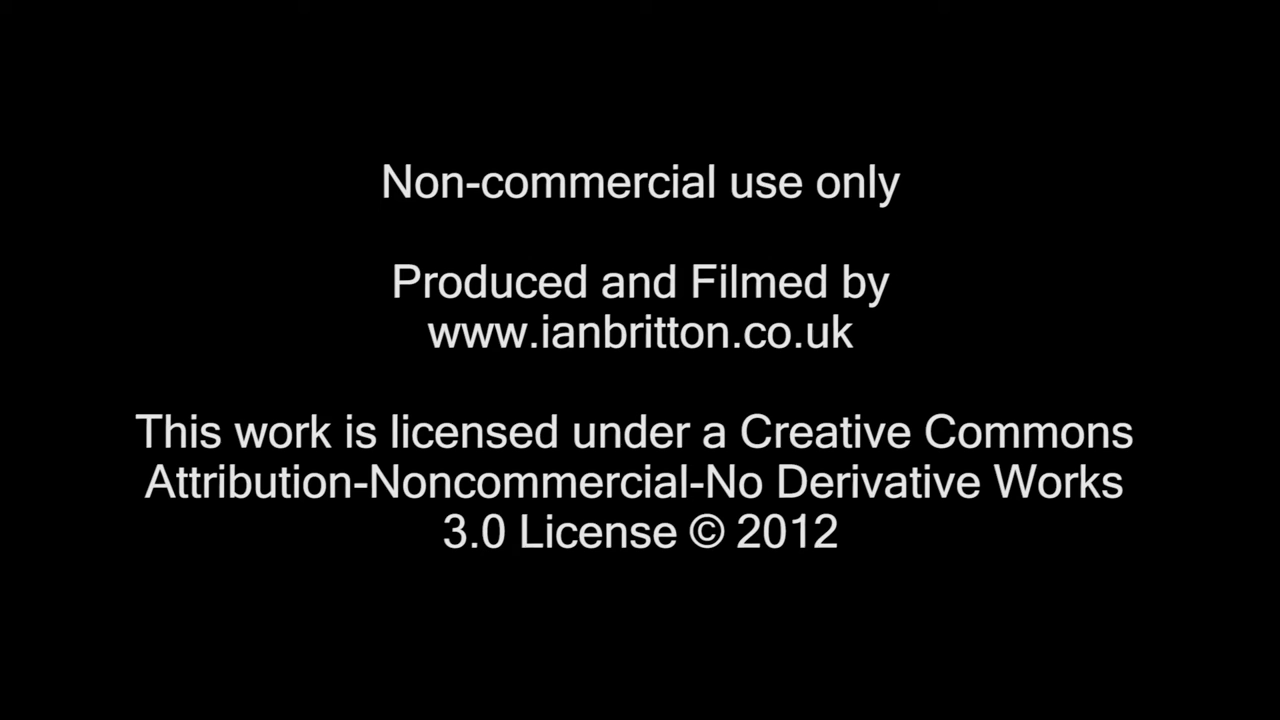 Non-commercial use only
Produced and Filmed by
www.ianbritton.co.uk
This work is licensed under a Creative Commons
Attribution-Noncommercial-No Derivative Works
3.0 License © 2012